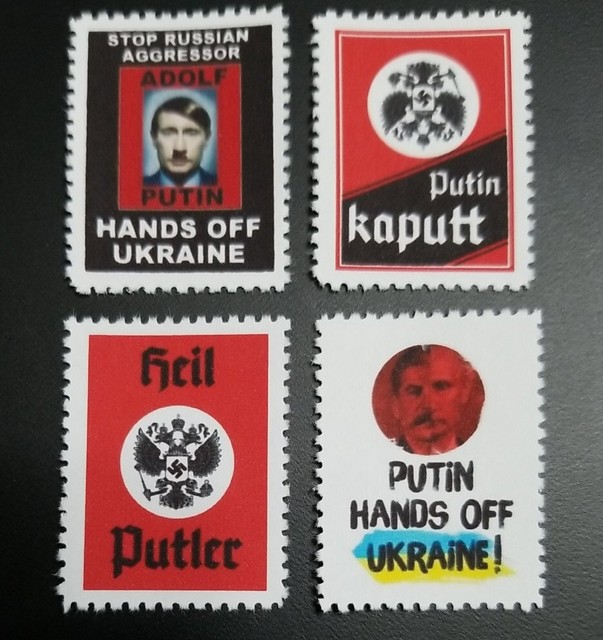 STOP RUSSIAN
AGGRESSOR
ADOLF
PUTIN
HANDS OFF
UKRAINE
Putin
kaputt
Heil
Putler
PUTiN
HANDS OFF
UKRAiNE!